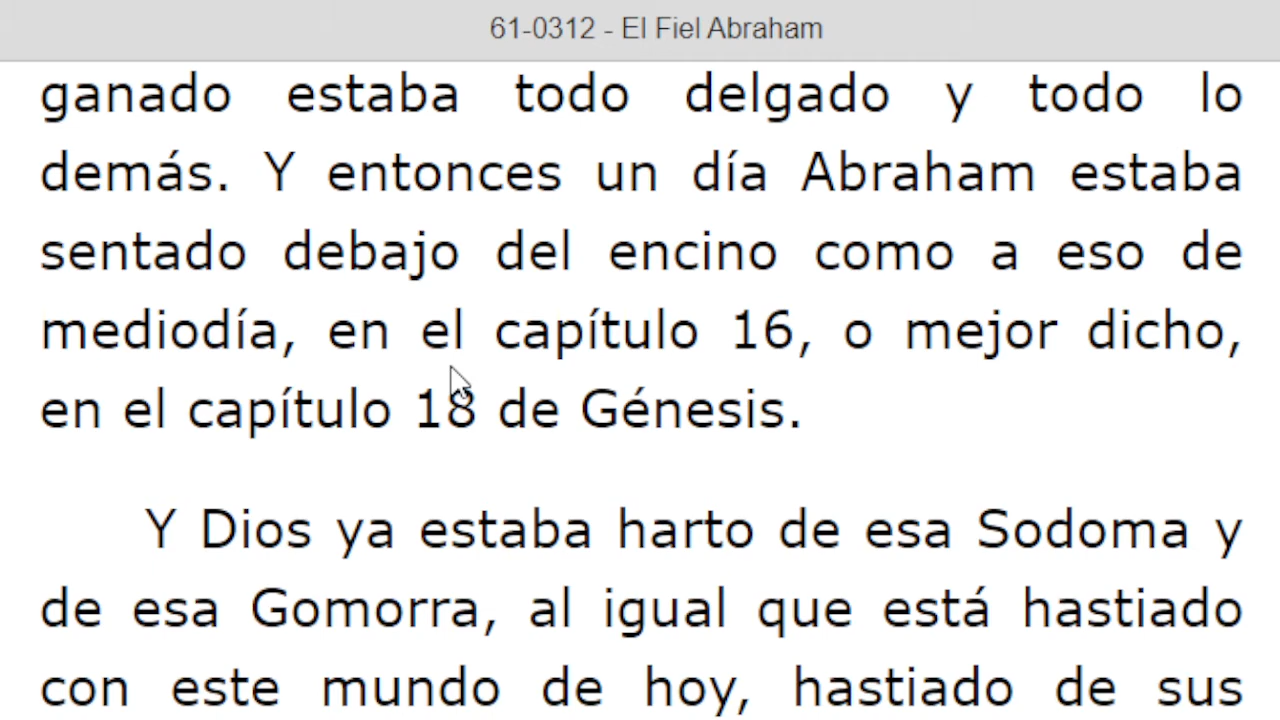 61-0312 - El Fiel Abraham
ganado estaba todo delgado y todo lo
demás. Y entonces un día Abraham estaba
sentado debajo del encino como a eso de
mediodía, en el capítulo 16, o mejor dicho,
en el capítulo 18 de Génesis.
Y Dios ya estaba harto de esa Sodoma y
de esa Gomorra, al igual que está hastiado
con este mundo de hoy, hastiado de sus